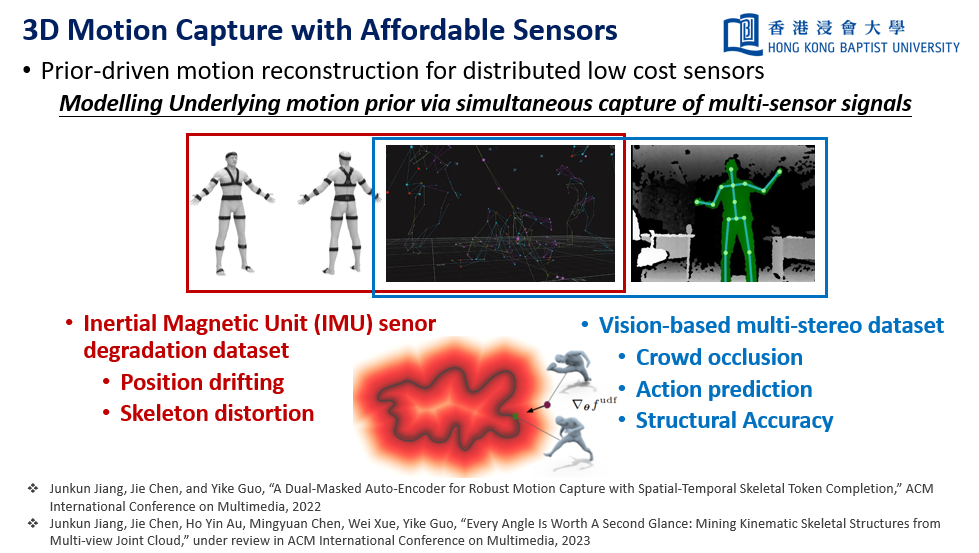 3D Motion Capture with Affordable Sensors
香港浸會大學
HONG KONG BAPTIST UNIVERSITY
• Prior-driven motion reconstruction for distributed low cost sensors
Modelling Underlying motion prior via simultaneous capture of multi-sensor signals
• Inertial Magnetic Unit (IMU) senor
degradation dataset
• Position drifting
• Skeleton distortion
∇θ f^udf
• Vision-based multi-stereo dataset
• Crowd occlusion
• Action prediction
• Structural Accuracy
❖ Junkun Jiang, Jie Chen, and Yike Guo, “A Dual-Masked Auto-Encoder for Robust Motion Capture with Spatial-Temporal Skeletal Token Completion,” ACM
International Conference on Multimedia, 2022
❖ Junkun Jiang, Jie Chen, Ho Yin Au, Mingyuan Chen, Wei Xue, Yike Guo, “Every Angle Is Worth A Second Glance: Mining Kinematic Skeletal Structures from
Multi-view Joint Cloud,” under review in ACM International Conference on Multimedia, 2023